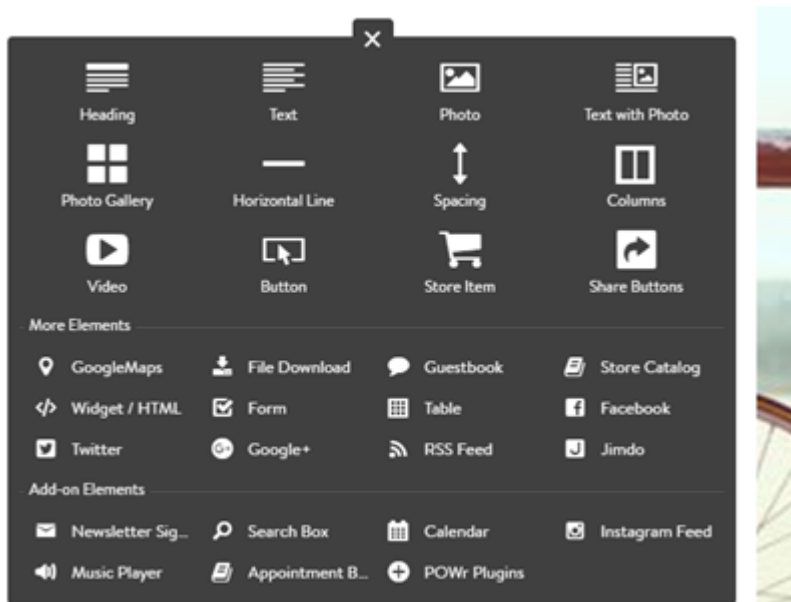 Heading Text Photo Text with Photo
Photo Gallery Horizontal Line Spacing Columns
Video Button Store Item Share Buttons
More Elements
GoogleMaps File Download Guestbook Store Catalog
Widget / HTML Form Table Facebook
Twitter Google+ RSS Feed Jimdo
Add-on Elements
Newsletter Sig... Search Box Calendar Instagram Feed
Music Player Appointment B... POWr Plugins